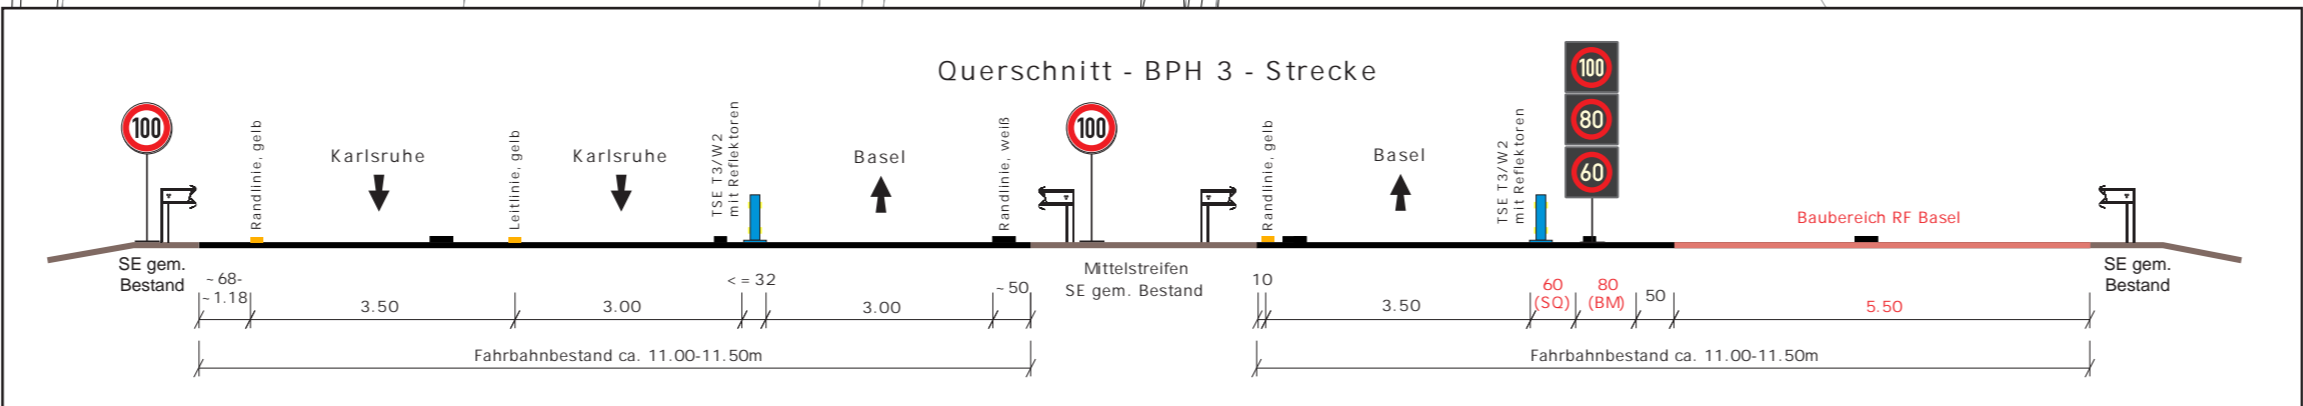 Querschnitt - BPH 3 - Strecke
100
Randlinie, gelb
Karlsruhe
Leitlinie, gelb
Karlsruhe
TSE T3/W2
mit Reflektoren
Basel
Randlinie, weiß
100
Randlinie, gelb
Basel
TSE T3/W2
mit Reflektoren
100
80
60
Baubereich RF Basel
SE gem.
Bestand
Mittelstreifen
SE gem. Bestand
SE gem.
Bestand
~68-
~1.18
3.50
3.00
<=32
3.00
~50
10
3.50
60
(SQ)
80
(BM)
50
5.50
Fahrbahnbestand ca. 11.00-11.50m
Fahrbahnbestand ca. 11.00-11.50m